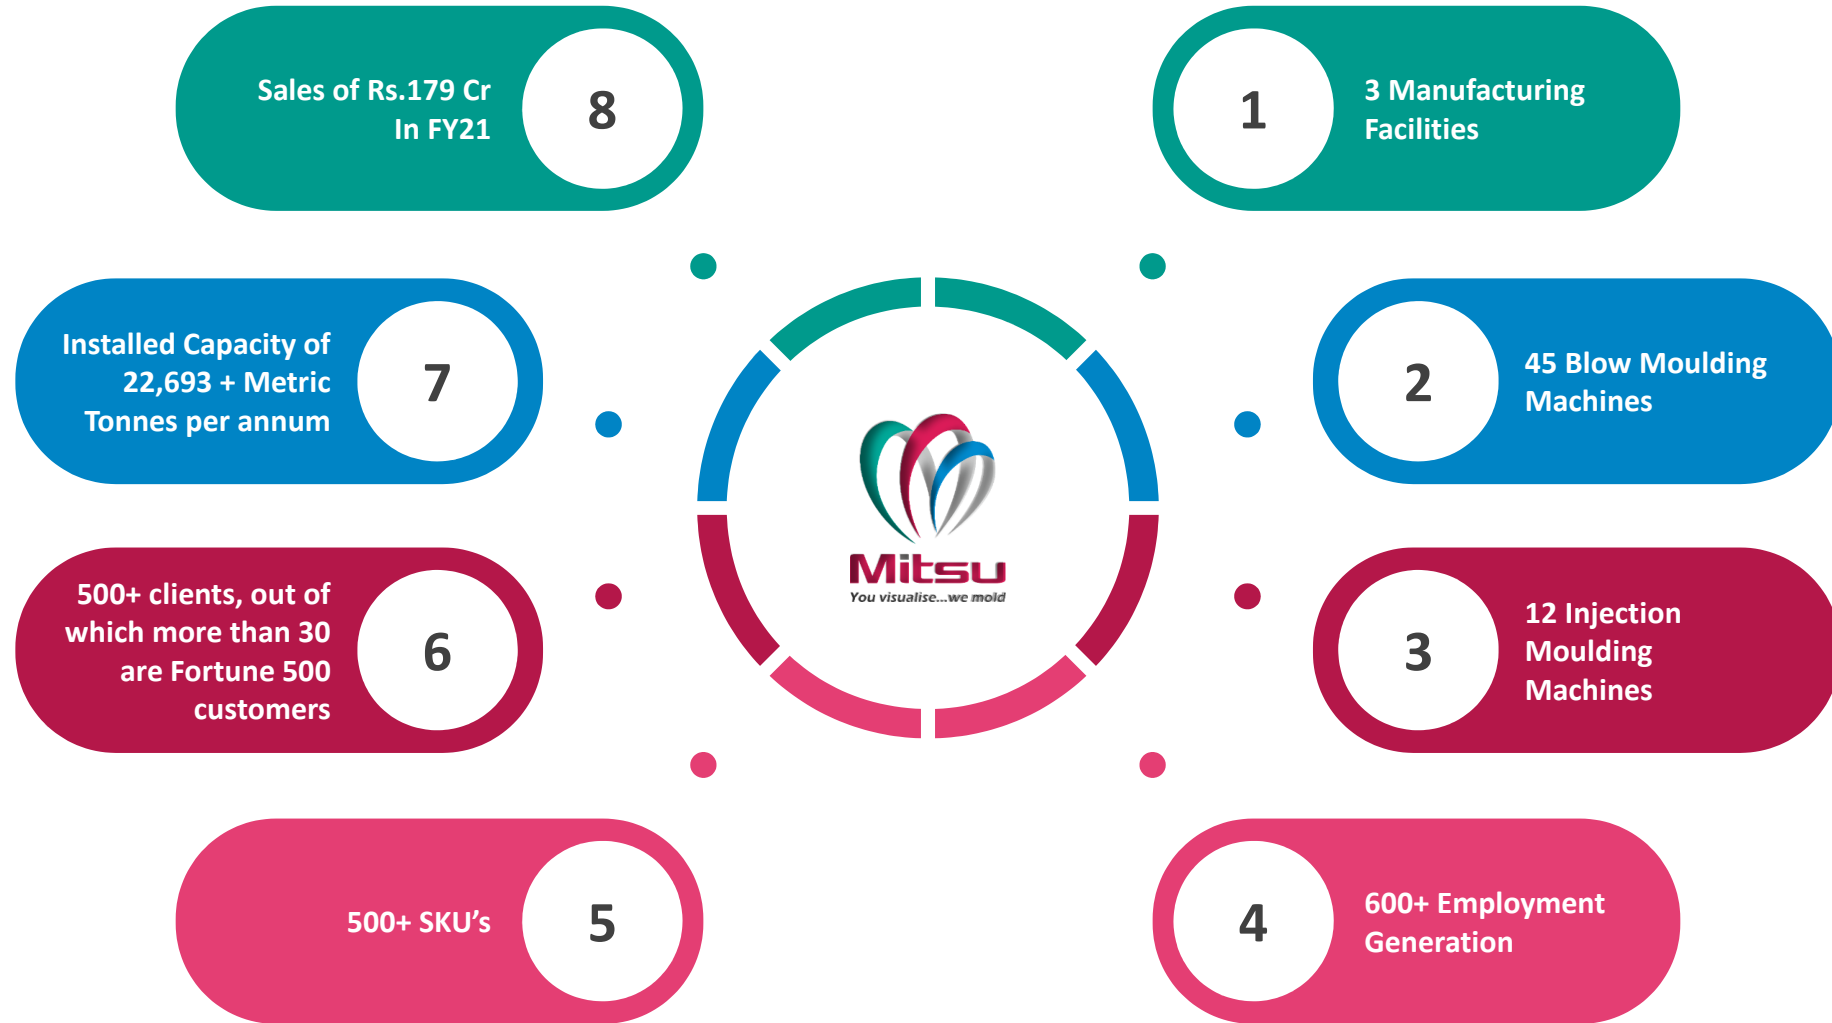 1
3 Manufacturing
Facilities
2
45 Blow Moulding
Machines
3
12 Injection
Moulding
Machines
4
600+ Employment
Generation
5
500+ SKU’s
6
500+ clients, out of
which more than 30
are Fortune 500
customers
7
Installed Capacity of
22,693 + Metric
Tonnes per annum
8
Sales of Rs.179 Cr
In FY21
Mitsu
You visualise...we mold